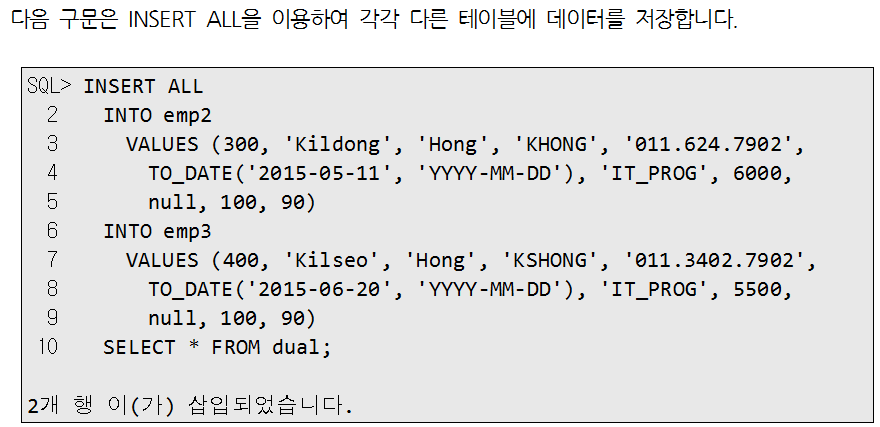 다음 구문은 INSERT ALL을 이용하여 각각 다른 테이블에 데이터를 저장합니다.
SQL> INSERT ALL
2 INTO emp2
3 VALUES (300, 'Kildong', 'Hong', 'KHONG', '011.624.7902',
4 TO_DATE('2015-05-11', 'YYYY-MM-DD'), 'IT_PROG', 6000,
5 null, 100, 90)
6 INTO emp3
7 VALUES (400, 'Kilseo', 'Hong', 'KSHONG', '011.3402.7902',
8 TO_DATE('2015-06-20', 'YYYY-MM-DD'), 'IT_PROG', 5500,
9 null, 100, 90)
10 SELECT * FROM dual;
2개 행 이(가) 삽입되었습니다.